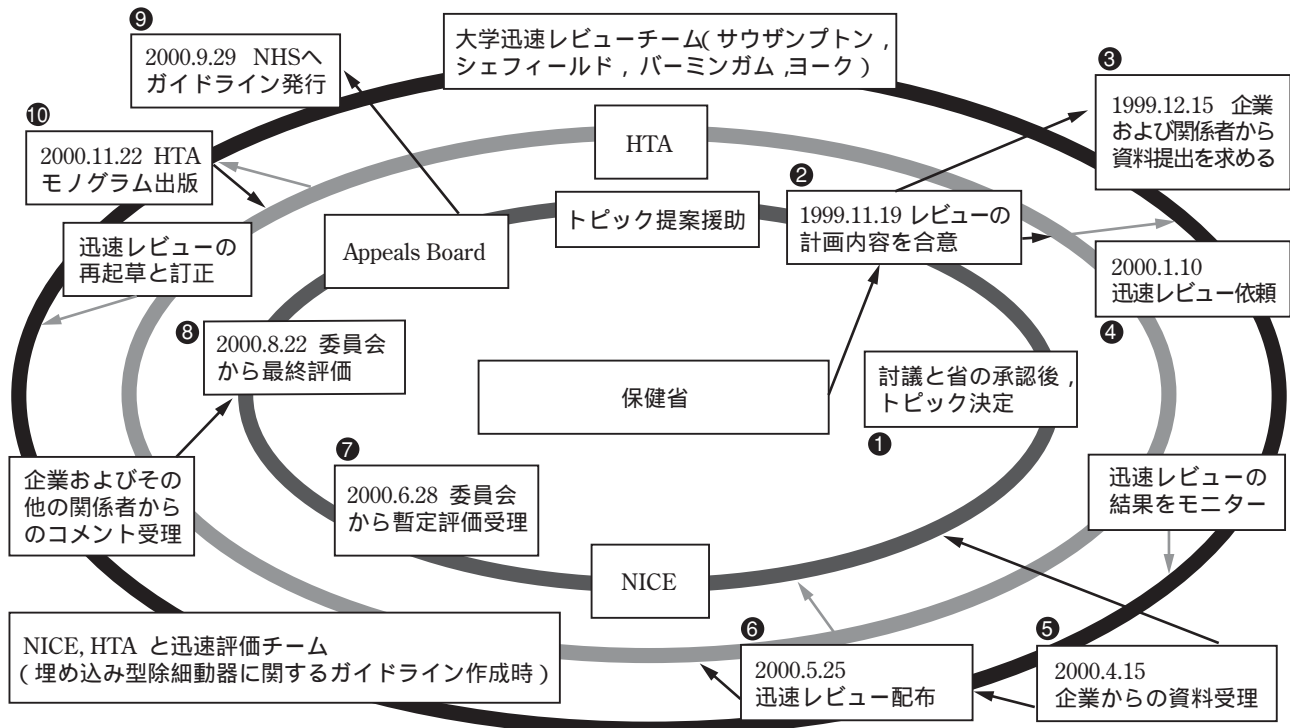 ❾
2000.9.29 NHSへ
ガイドライン発行
大学迅速レビューチーム( サウザンプトン ,
シェフィールド , バーミンガム ,ヨーク )
❸
1999.12.15 企業
および関係者から
資料提出を求める
❿
2000.11.22 HTA
モノグラム出版
HTA
❷
1999.11.19 レビューの
計画内容を合意
トピック提案援助
Appeals Board
迅速レビューの
再起草と訂正
2000.1.10
迅速レビュー依頼
❹
❽
2000.8.22 委員会
から最終評価
保健省
討議と省の承認後 ,
トピック決定
❶
❼
2000.6.28 委員会
から暫定評価受理
企業およびその
他の関係者から
のコメント受理
迅速レビューの
結果をモニター
NICE
NICE, HTA と迅速評価チーム
( 埋め込み型除細動器に関するガイドライン作成時 )
❻
2000.5.25
迅速レビュー配布
❺
2000.4.15
企業からの資料受理